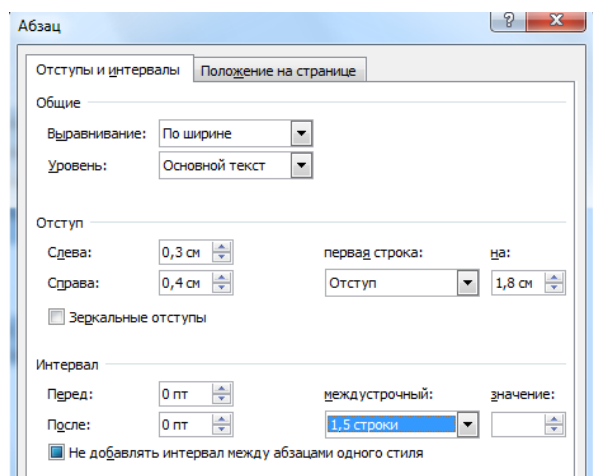 Абзац
Отступы и интервалы Положение на странице
Общие
Выравнивание: По ширине
Уровень: Основной текст
Отступ
Слева: 0,3 см первая строка: на:
Справа: 0,4 см Отступ 1,8 см
Зеркальные отступы
Интервал
Перед: 0 пт междустрочный: значение:
После: 0 пт 1,5 строки
Не добавлять интервал между абзацами одного стиля